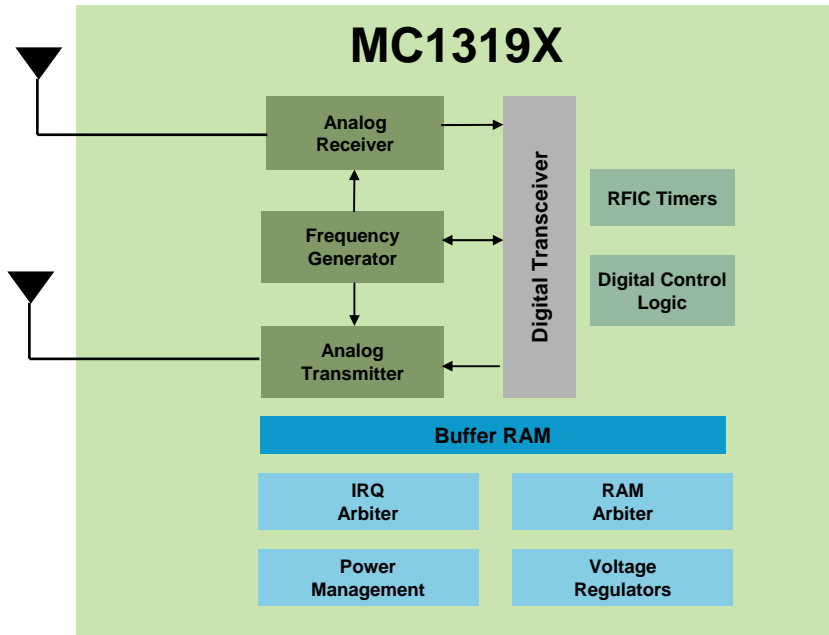 MC1319X
Analog
Receiver
Frequency
Generator
Analog
Transmitter
Digital Transceiver
RFIC Timers
Digital Control
Logic
Buffer RAM
IRQ
Arbiter
RAM
Arbiter
Power
Management
Voltage
Regulators